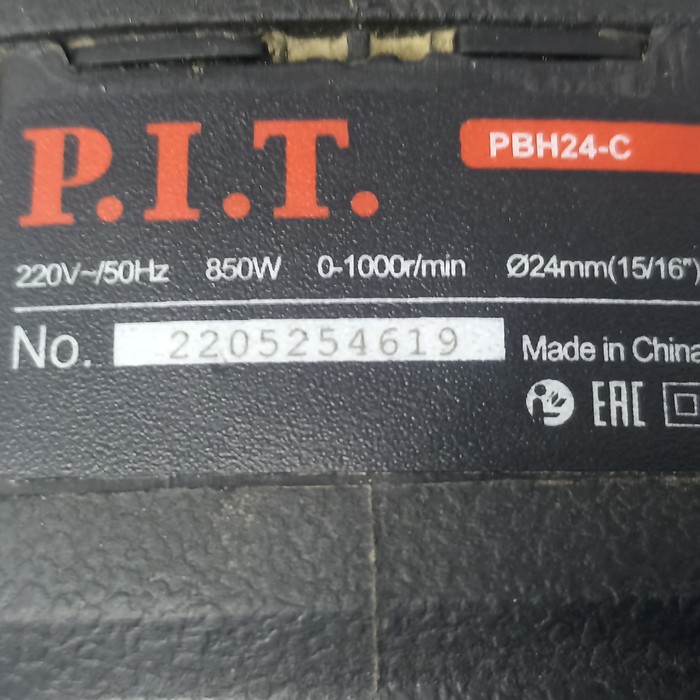 P.I.T.
PBH24-C
220V~/50Hz 850W 0-1000r/min Ø24mm(15/16")
No. 2205254619 Made in China
EAC